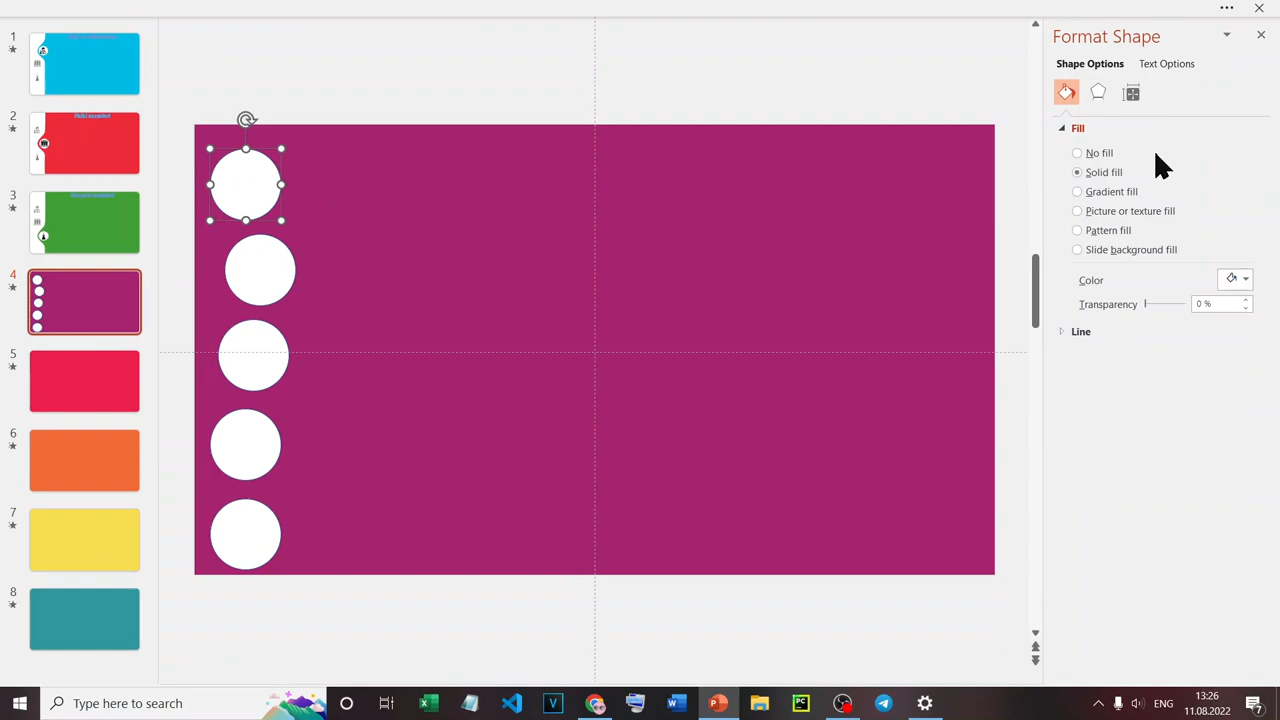 Format Shape
Shape Options Text Options
Fill
No fill
Solid fill
Gradient fill
Picture or texture fill
Pattern fill
Slide background fill
Color
Transparency 0 %
Line
1
2
3
4
5
6
7
8
Type here to search
ENG
13:26
11.08.2022
7